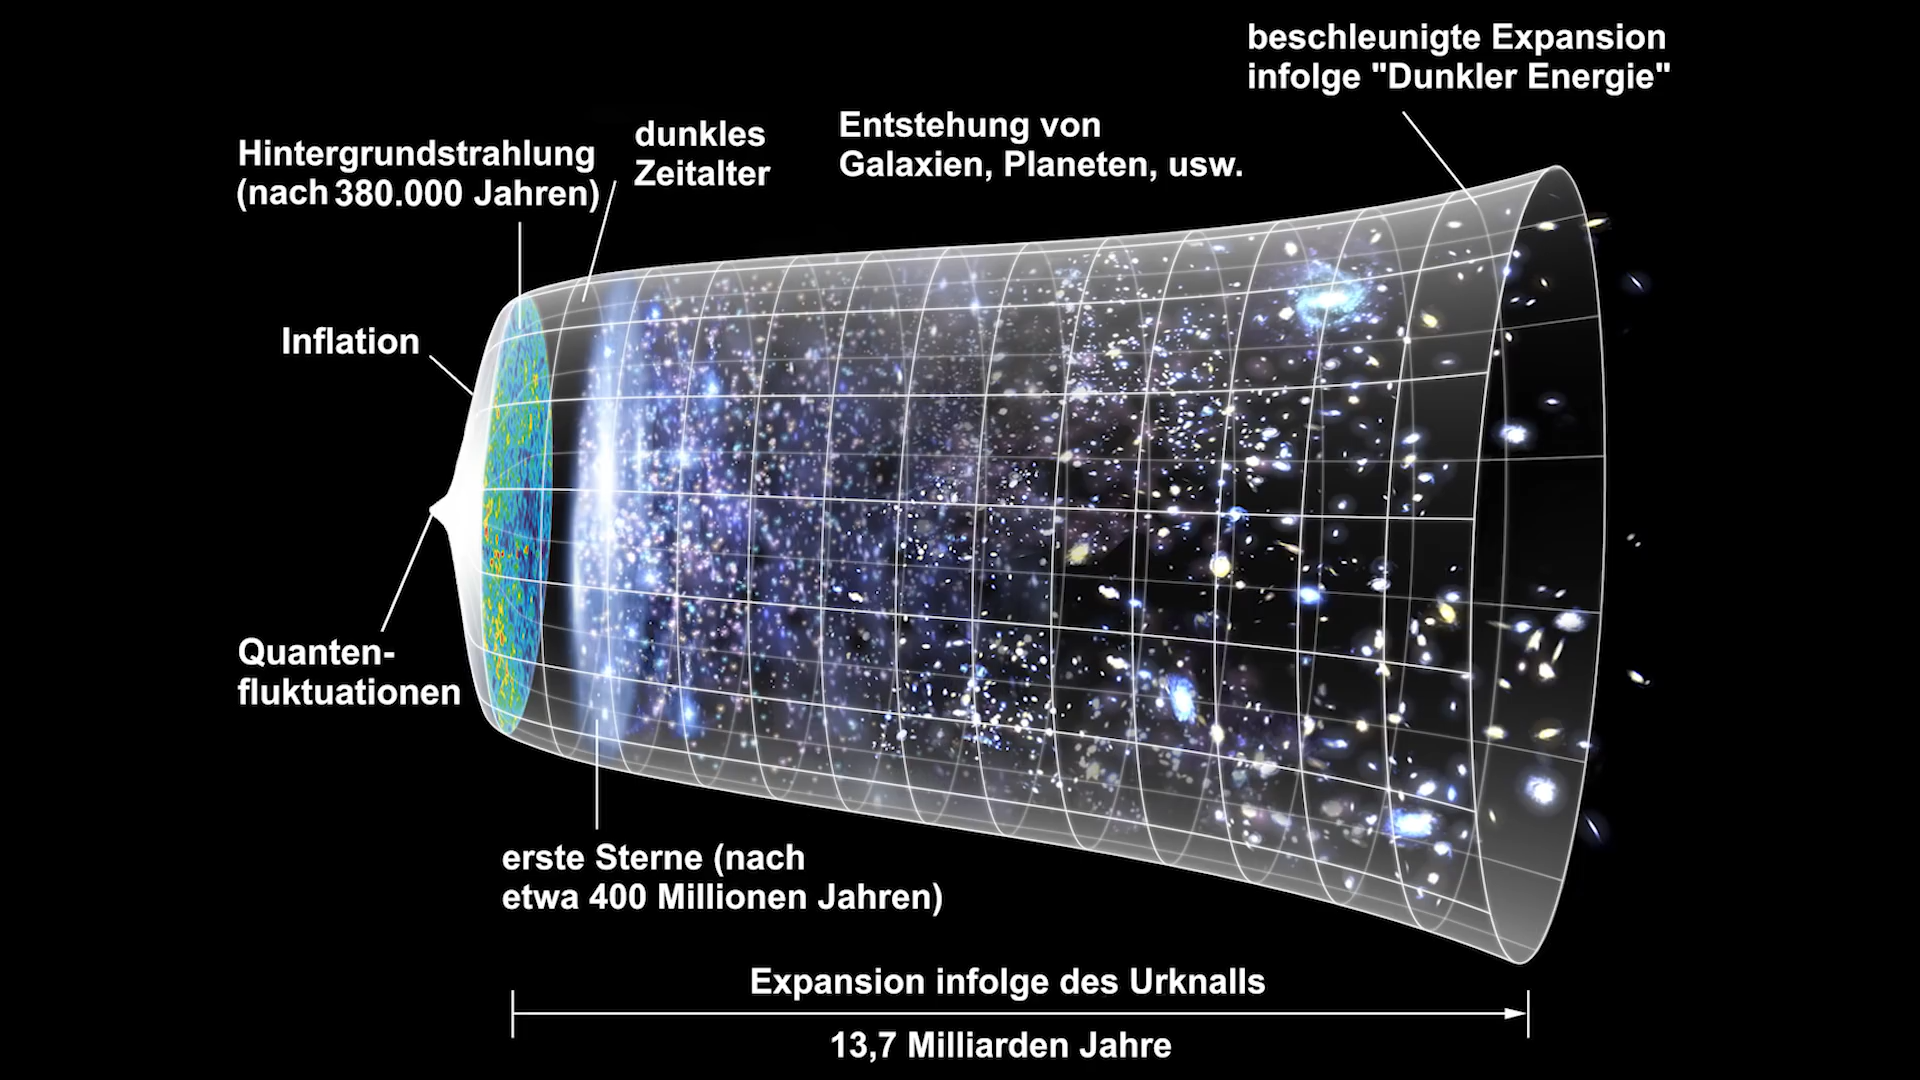 beschleunigte Expansion
infolge "Dunkler Energie"
Hintergrundstrahlung
(nach 380.000 Jahren)
dunkles
Zeitalter
Entstehung von
Galaxien, Planeten, usw.
Inflation
Quanten-
fluktuationen
erste Sterne (nach
etwa 400 Millionen Jahren)
Expansion infolge des Urknalls
13,7 Milliarden Jahre